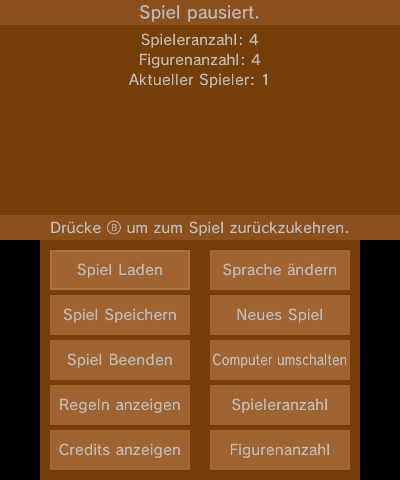 Spiel pausiert.
Spieleranzahl: 4
Figurenanzahl: 4
Aktueller Spieler: 1
Drücke Ⓑ um zum Spiel zurückzukehren.
Spiel Laden
Sprache ändern
Spiel Speichern
Neues Spiel
Spiel Beenden
Computer umschalten
Regeln anzeigen
Spieleranzahl
Credits anzeigen
Figurenanzahl